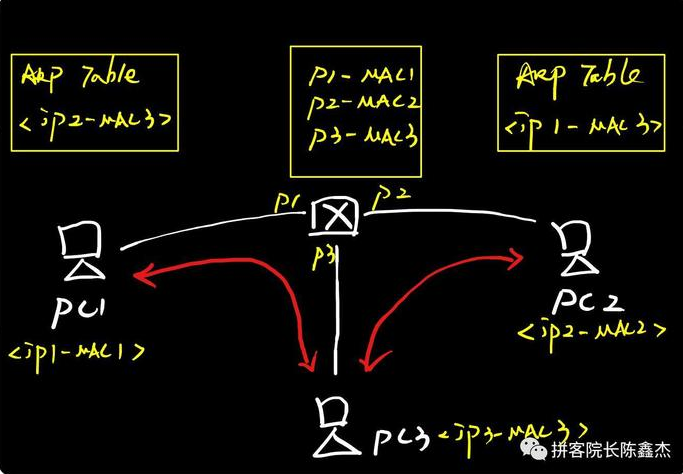 ARP Table
<ip2-MAC3>
P1-MAC1
P2-MAC2
P3-MAC3
ARP Table
<ip1-MAC3>
P1
P2
P3
PC1
<ip1-MAC1>
PC2
<ip2-MAC2>
PC3 <ip3-MAC3>
拼客院长陈鑫杰